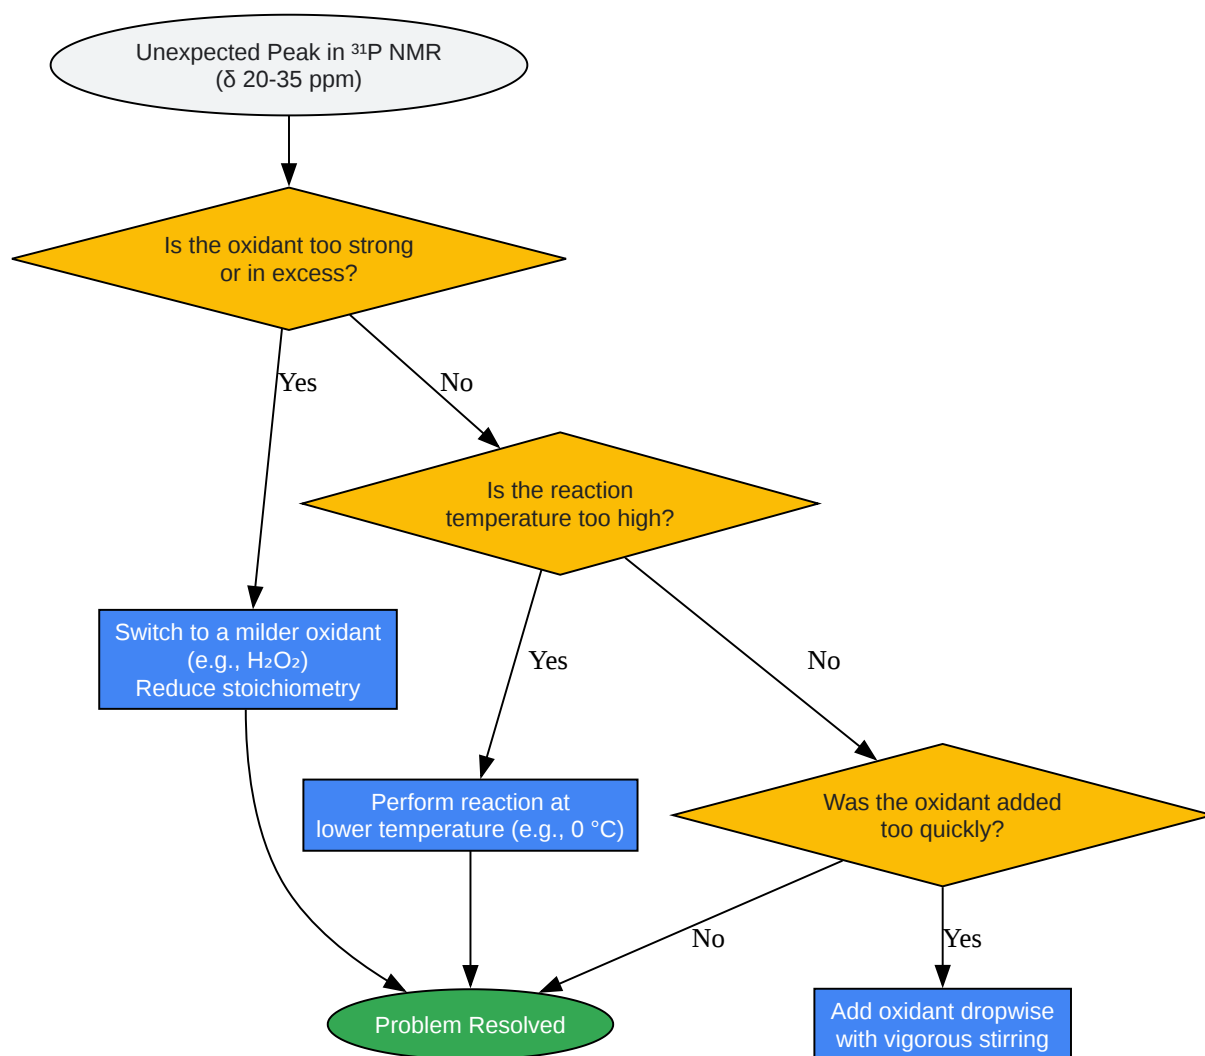 Unexpected Peak in ³¹P NMR
(δ 20-35 ppm)
Is the oxidant too strong
or in excess?
Yes
No
Is the reaction
temperature too high?
Switch to a milder oxidant
(e.g., H₂O₂)
Reduce stoichiometry
Yes
No
Perform reaction at
lower temperature (e.g., 0 °C)
Was the oxidant added
too quickly?
No
Yes
Problem Resolved
Add oxidant dropwise
with vigorous stirring